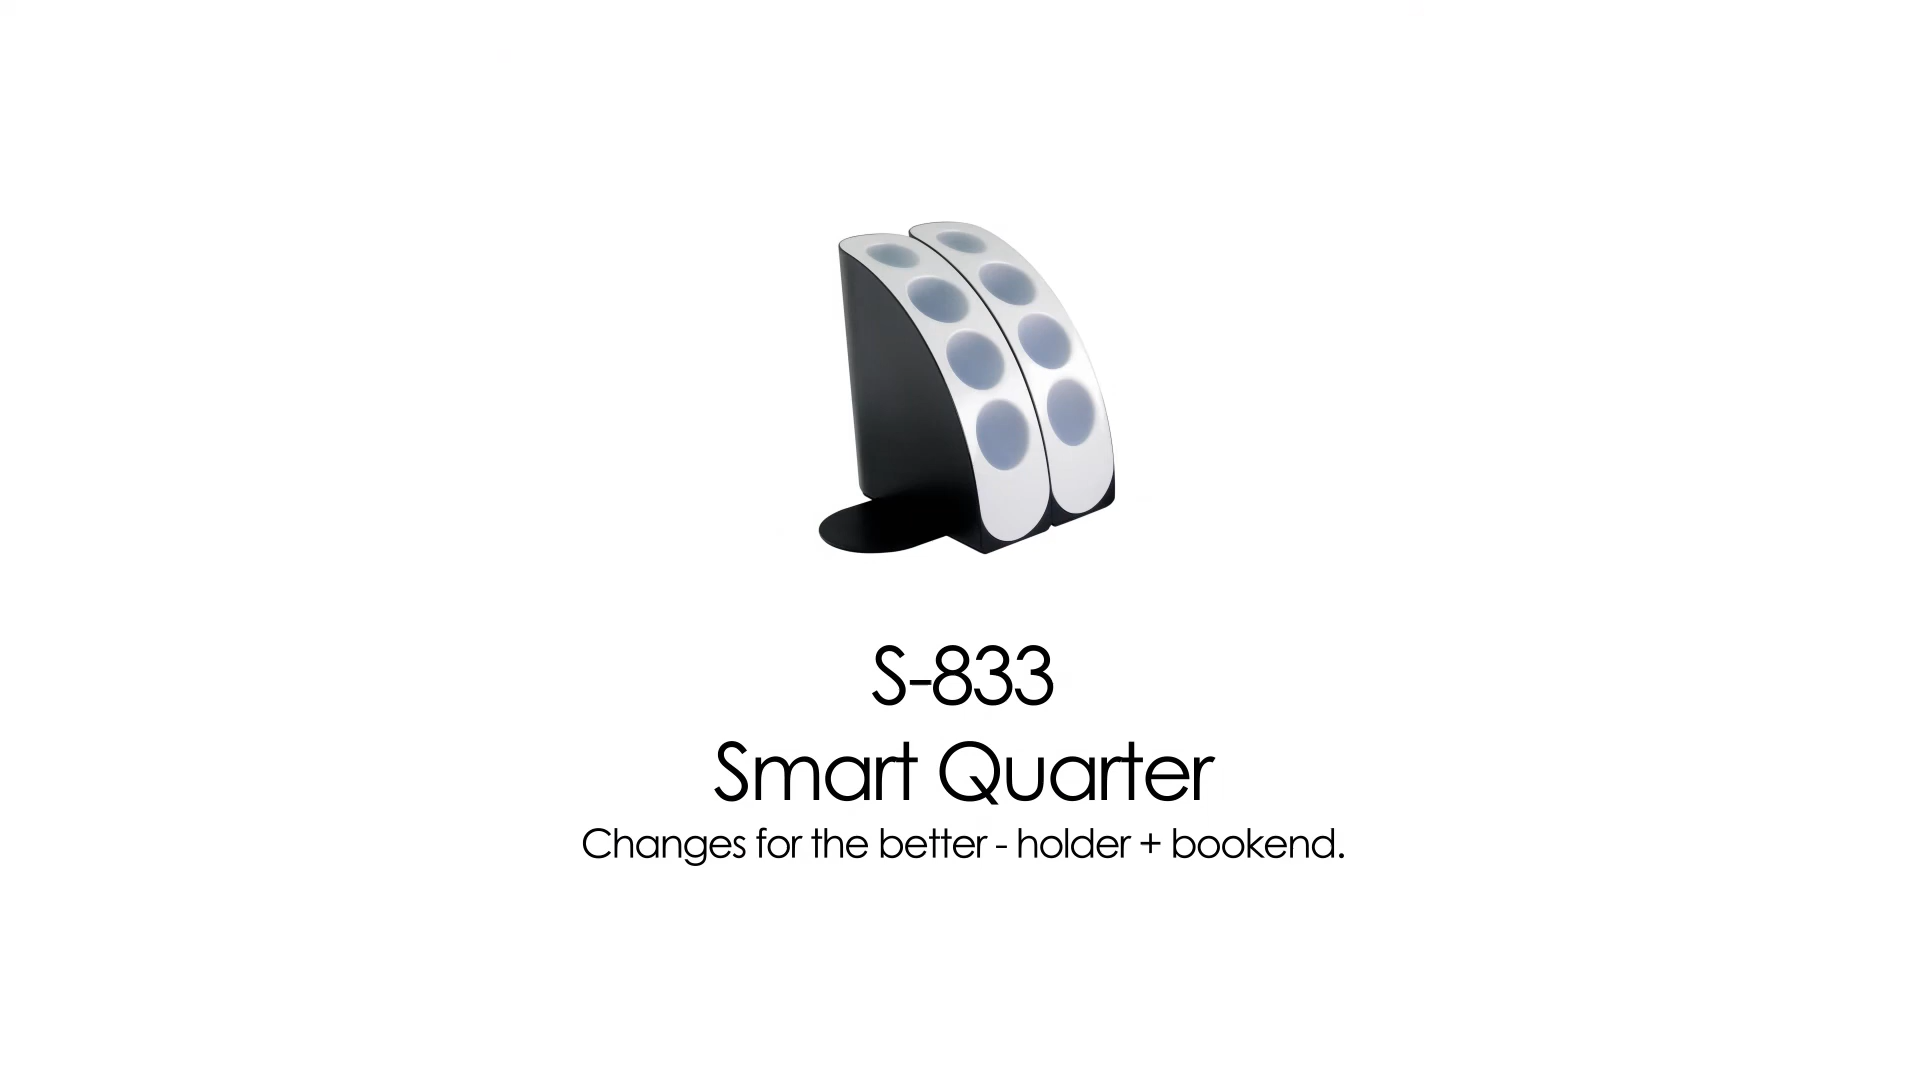 S-833
Smart Quarter
Changes for the better - holder + bookend.